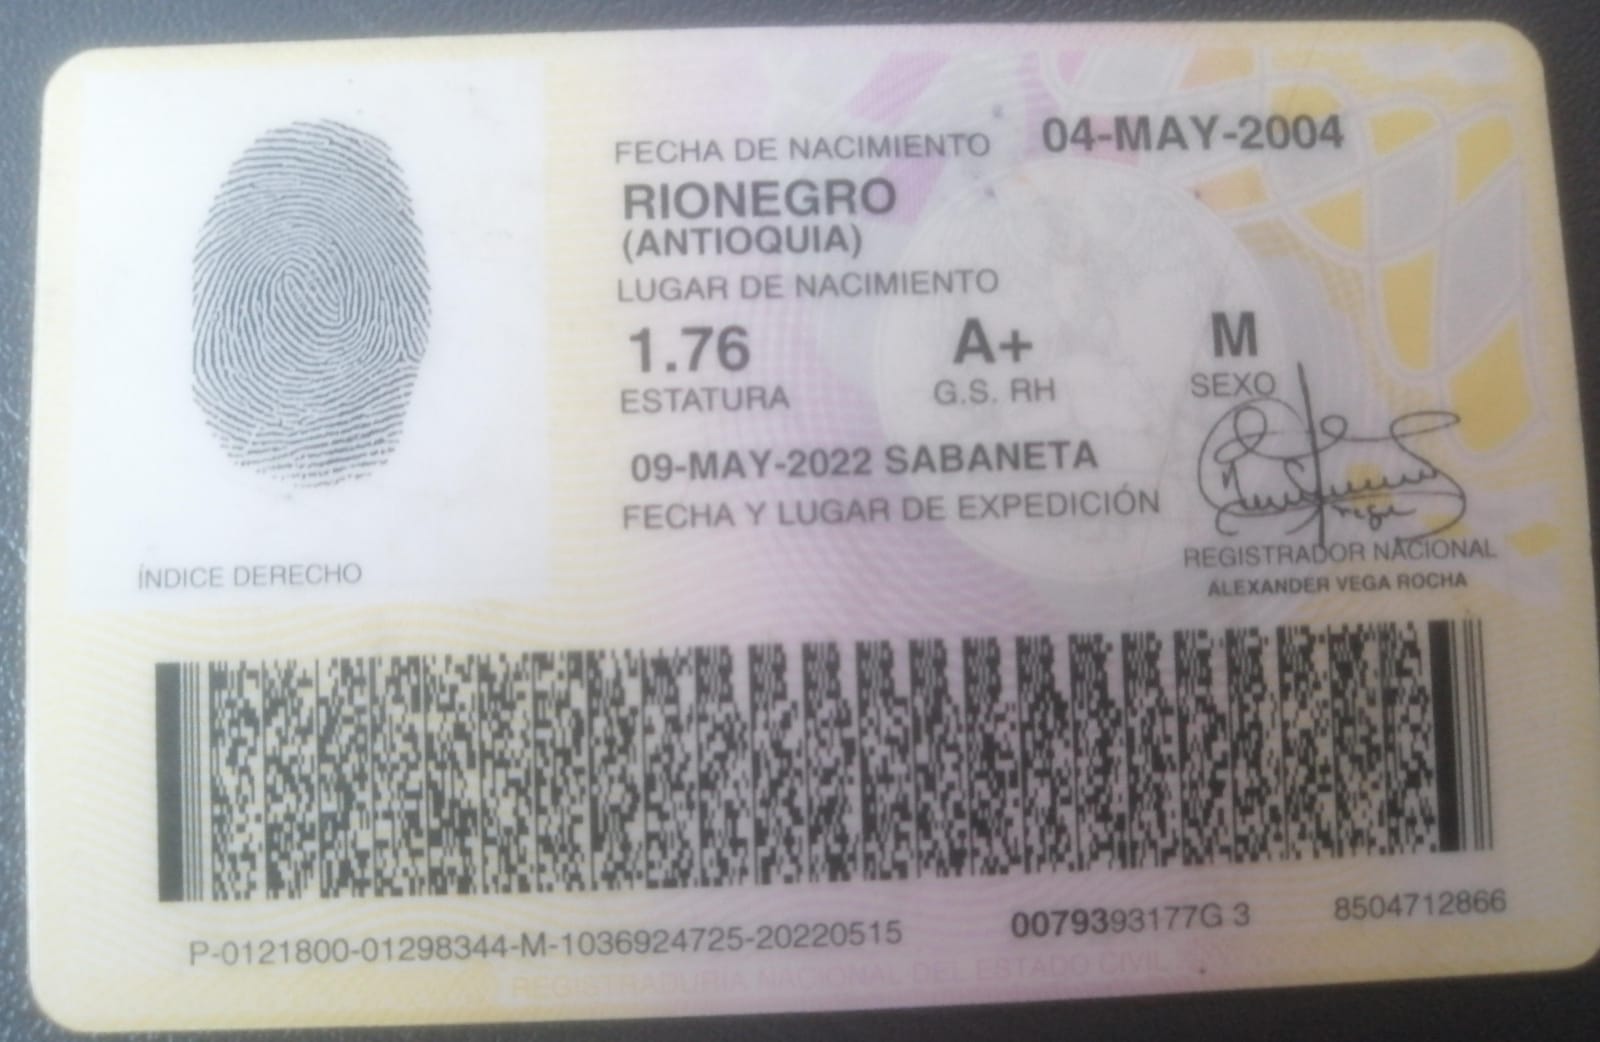 FECHA DE NACIMIENTO 04-MAY-2004
RIONEGRO
(ANTIOQUIA)
LUGAR DE NACIMIENTO
1.76 A+ M
ESTATURA G.S. RH SEXO
09-MAY-2022 SABANETA
FECHA Y LUGAR DE EXPEDICIÓN
REGISTRADOR NACIONAL
ALEXANDER VEGA ROCHA
ÍNDICE DERECHO
P-0121800-01298344-M-1036924725-20220515 0079393177G 3 8504712866
REGISTRADURIA NACIONAL DEL ESTADO CIVIL